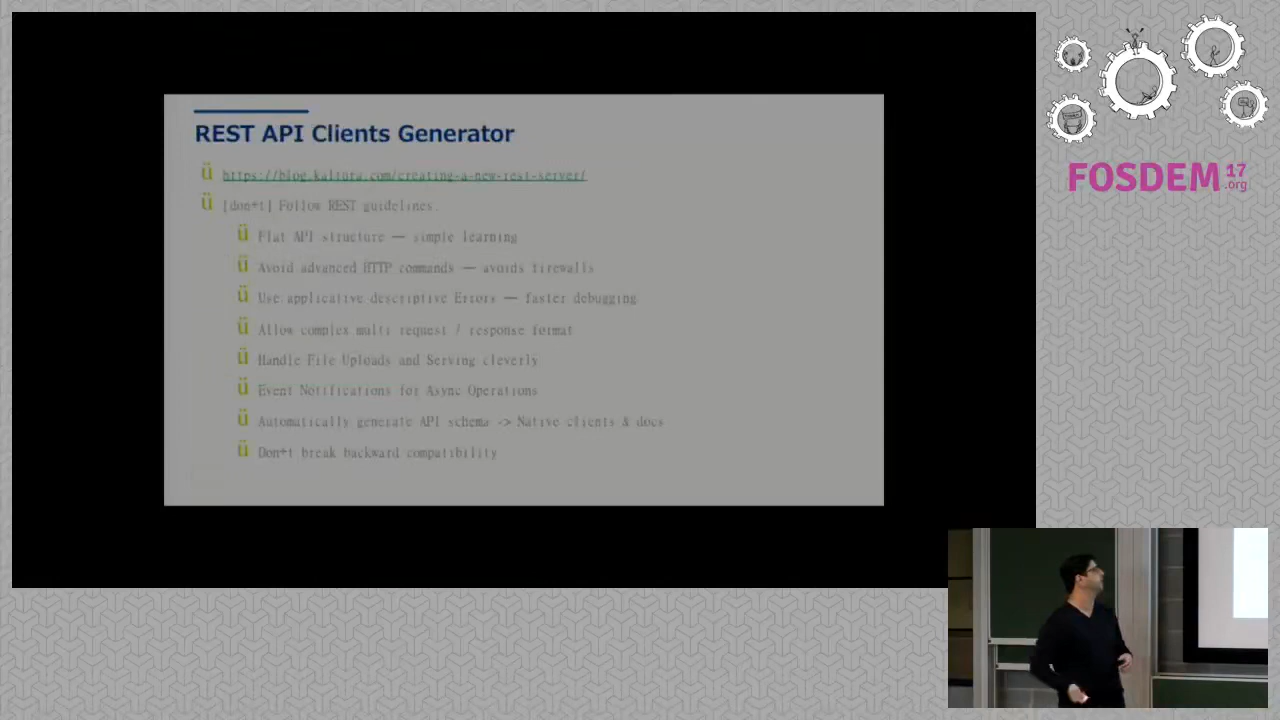 REST API Clients Generator
ü https://blog.kaltura.com/creating-a-new-rest-server/
ü [don't] Follow REST guidelines.
ü Flat API structure — simple learning
ü Avoid advanced HTTP commands — avoids firewalls
ü Use applicative descriptive Errors — faster debugging
ü Allow complex multi request / response format
ü Handle File Uploads and Serving cleverly
ü Event Notifications for Async Operations
ü Automatically generate API schema -> Native clients & docs
ü Don't break backward compatibility
FOSDEM 17
.org